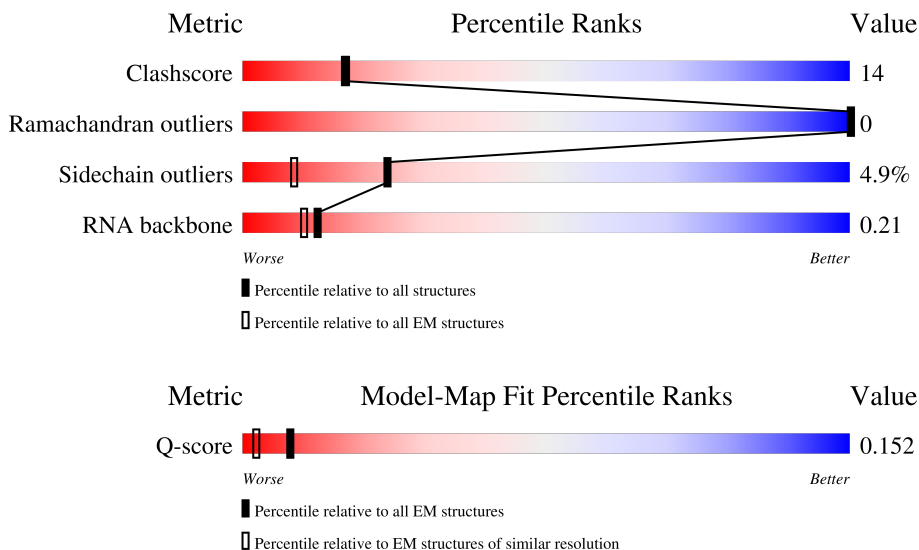 Metric Percentile Ranks Value
Clashscore 14
Ramachandran outliers 0
Sidechain outliers 4.9%
RNA backbone 0.21
Worse Better
Percentile relative to all structures
Percentile relative to all EM structures
Metric Model-Map Fit Percentile Ranks Value
Q-score 0.152
Worse Better
Percentile relative to all EM structures
Percentile relative to EM structures of similar resolution